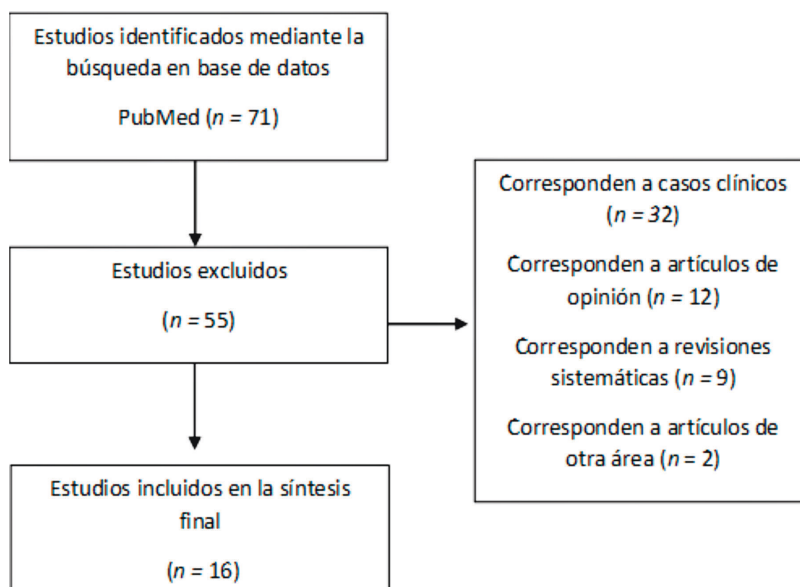 Estudios identificados mediante la
búsqueda en base de datos
PubMed (n = 71)
Estudios excluidos
(n = 55)
Corresponden a casos clínicos
(n = 32)
Corresponden a artículos de
opinión (n = 12)
Corresponden a revisiones
sistemáticas (n = 9)
Corresponden a artículos de
otra área (n = 2)
Estudios incluidos en la síntesis
final
(n = 16)